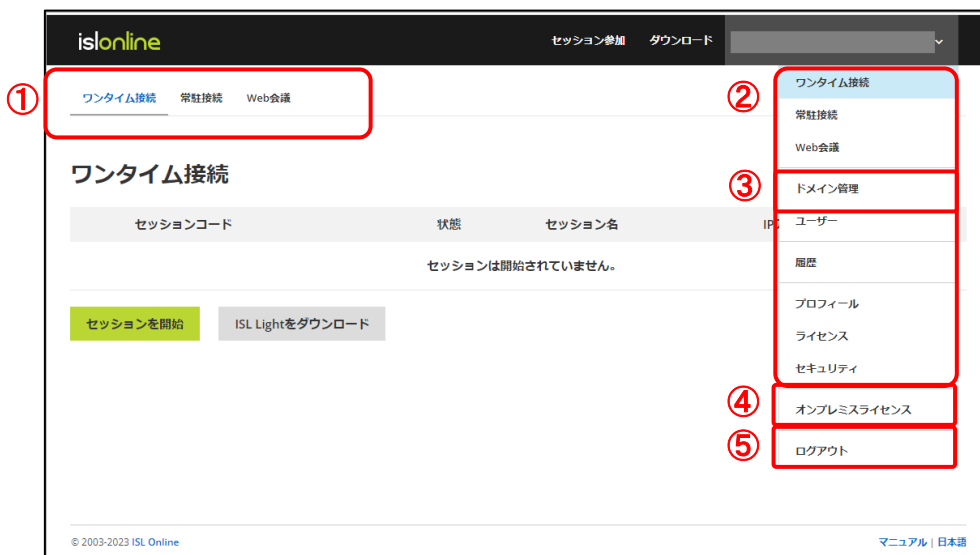 islonline
セッション参加 ダウンロード
①
ワンタイム接続 常駐接続 Web会議
②
ワンタイム接続
常駐接続
Web会議
③
ドメイン管理
ユーザー
履歴
プロフィール
ライセンス
セキュリティ
④
オンプレミスライセンス
⑤
ログアウト
ワンタイム接続
セッションコード 状態 セッション名 IP
セッションは開始されていません。
セッションを開始 ISL Lightをダウンロード
© 2003-2023 ISL Online
マニュアル | 日本語